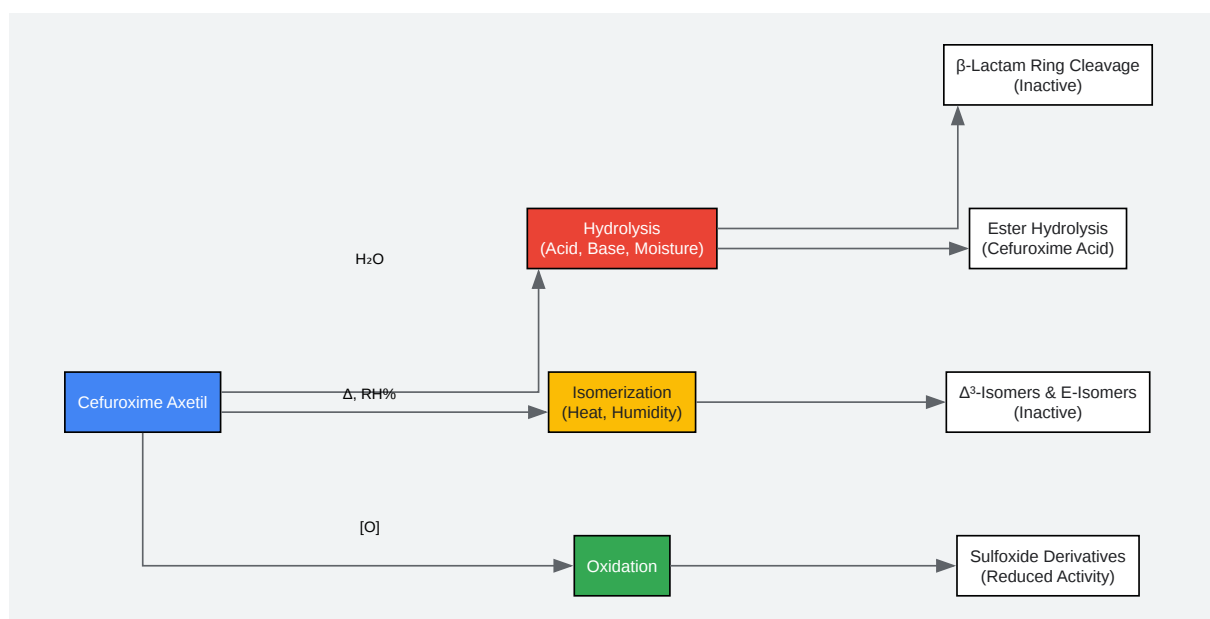 β-Lactam Ring Cleavage
(Inactive)
Hydrolysis
(Acid, Base, Moisture)
Ester Hydrolysis
(Cefuroxime Acid)
H₂O
Cefuroxime Axetil
Δ, RH%
Isomerization
(Heat, Humidity)
Δ³-Isomers & E-Isomers
(Inactive)
[O]
Oxidation
Sulfoxide Derivatives
(Reduced Activity)